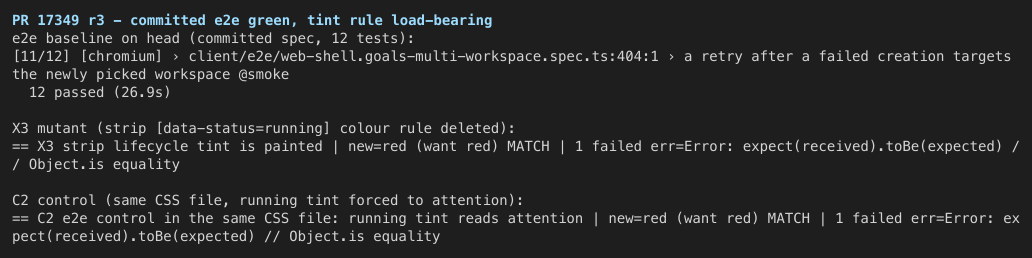 PR 17349 r3 — committed e2e green, tint rule load-bearing
e2e baseline on head (committed spec, 12 tests):
[11/12] [chromium] › client/e2e/web-shell.goals-multi-workspace.spec.ts:404:1 › a retry after a failed creation targets
the newly picked workspace @smoke
  12 passed (26.9s)

X3 mutant (strip [data-status=running] colour rule deleted):
== X3 strip lifecycle tint is painted | new=red (want red) MATCH | 1 failed err=Error: expect(received).toBe(expected) /
/ Object.is equality

C2 control (same CSS file, running tint forced to attention):
== C2 e2e control in the same CSS file: running tint reads attention | new=red (want red) MATCH | 1 failed err=Error: ex
pect(received).toBe(expected) // Object.is equality